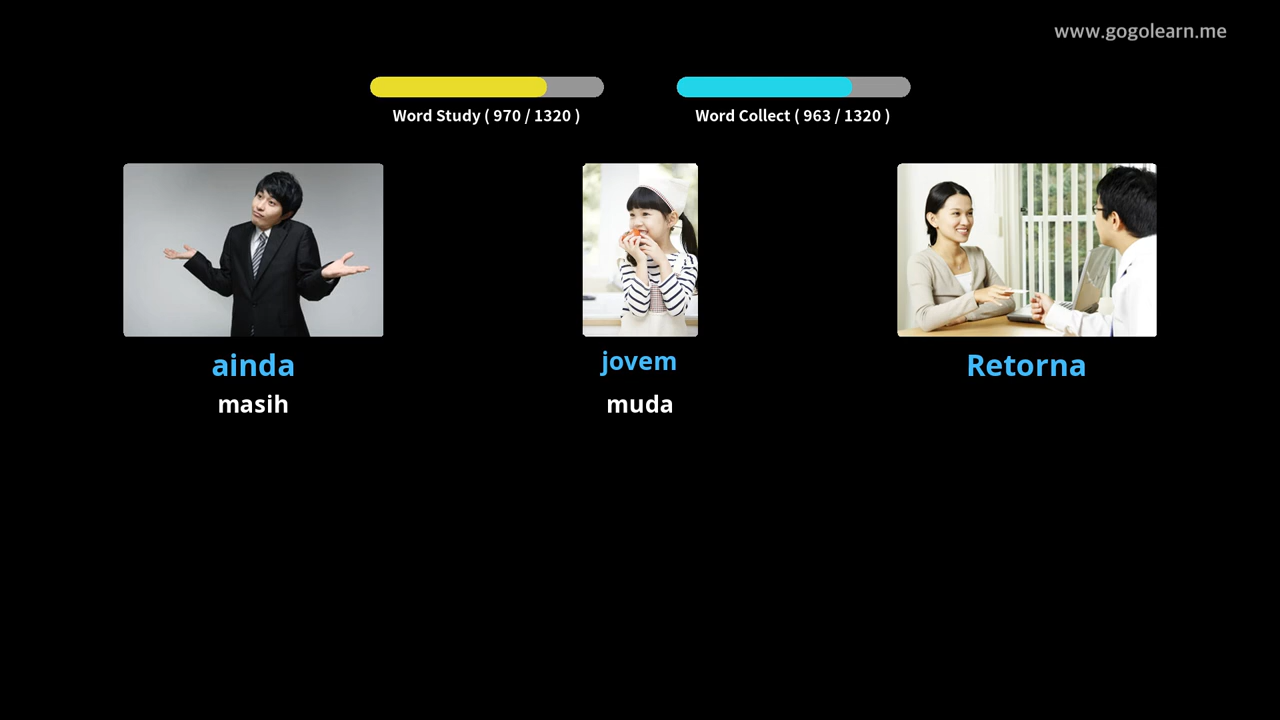 www.gogolearn.me
Word Study ( 970 / 1320 )
Word Collect ( 963 / 1320 )
ainda
masih
jovem
muda
Retorna